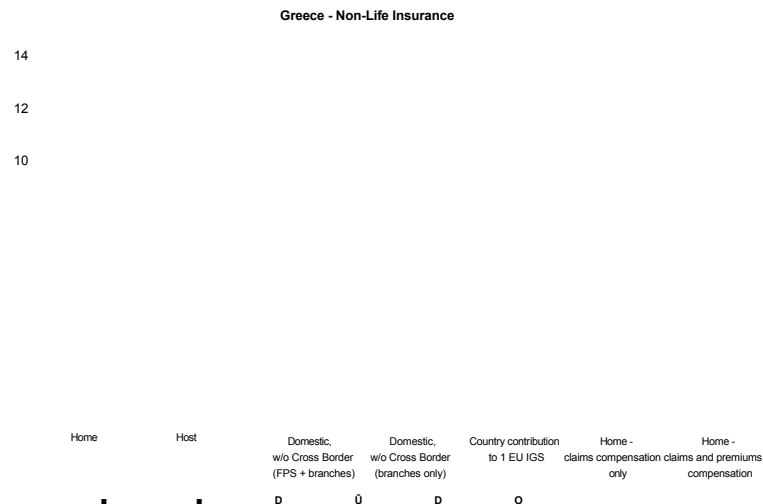 Greece - Non-Life Insurance
14
12
10
Home Host Domestic, Domestic, Country contribution Home - Home -
w/o Cross Border w/o Cross Border to 1 EU IGS claims compensation claims and premiums
(FPS + branches) (branches only) only compensation